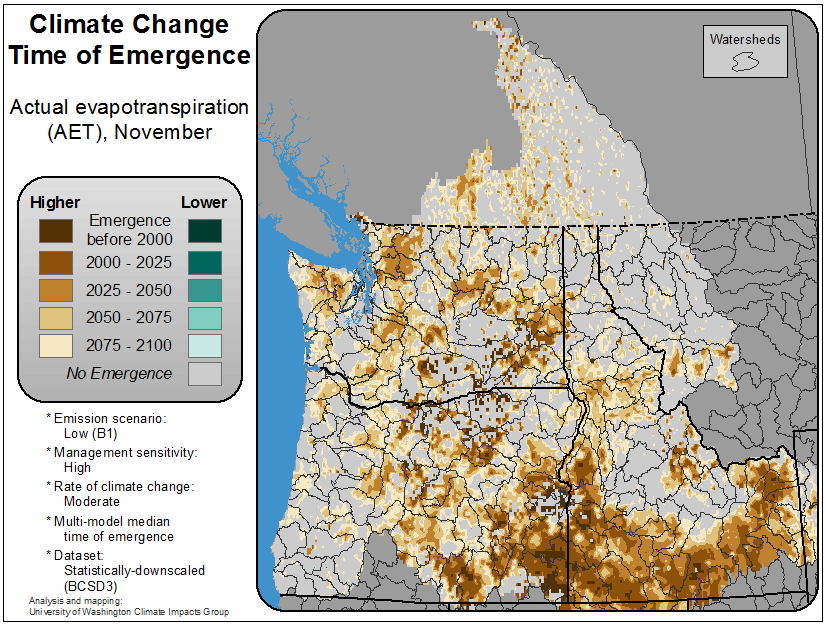 Climate Change
Time of Emergence
Actual evapotranspiration
(AET), November
Higher Lower
Emergence
before 2000
2000 - 2025
2025 - 2050
2050 - 2075
2075 - 2100
No Emergence
* Emission scenario:
Low (B1)
* Management sensitivity:
High
* Rate of climate change:
Moderate
* Multi-model median
time of emergence
* Dataset:
Statistically-downscaled
(BCSD3)
Analysis and mapping:
University of Washington Climate Impacts Group
Watersheds